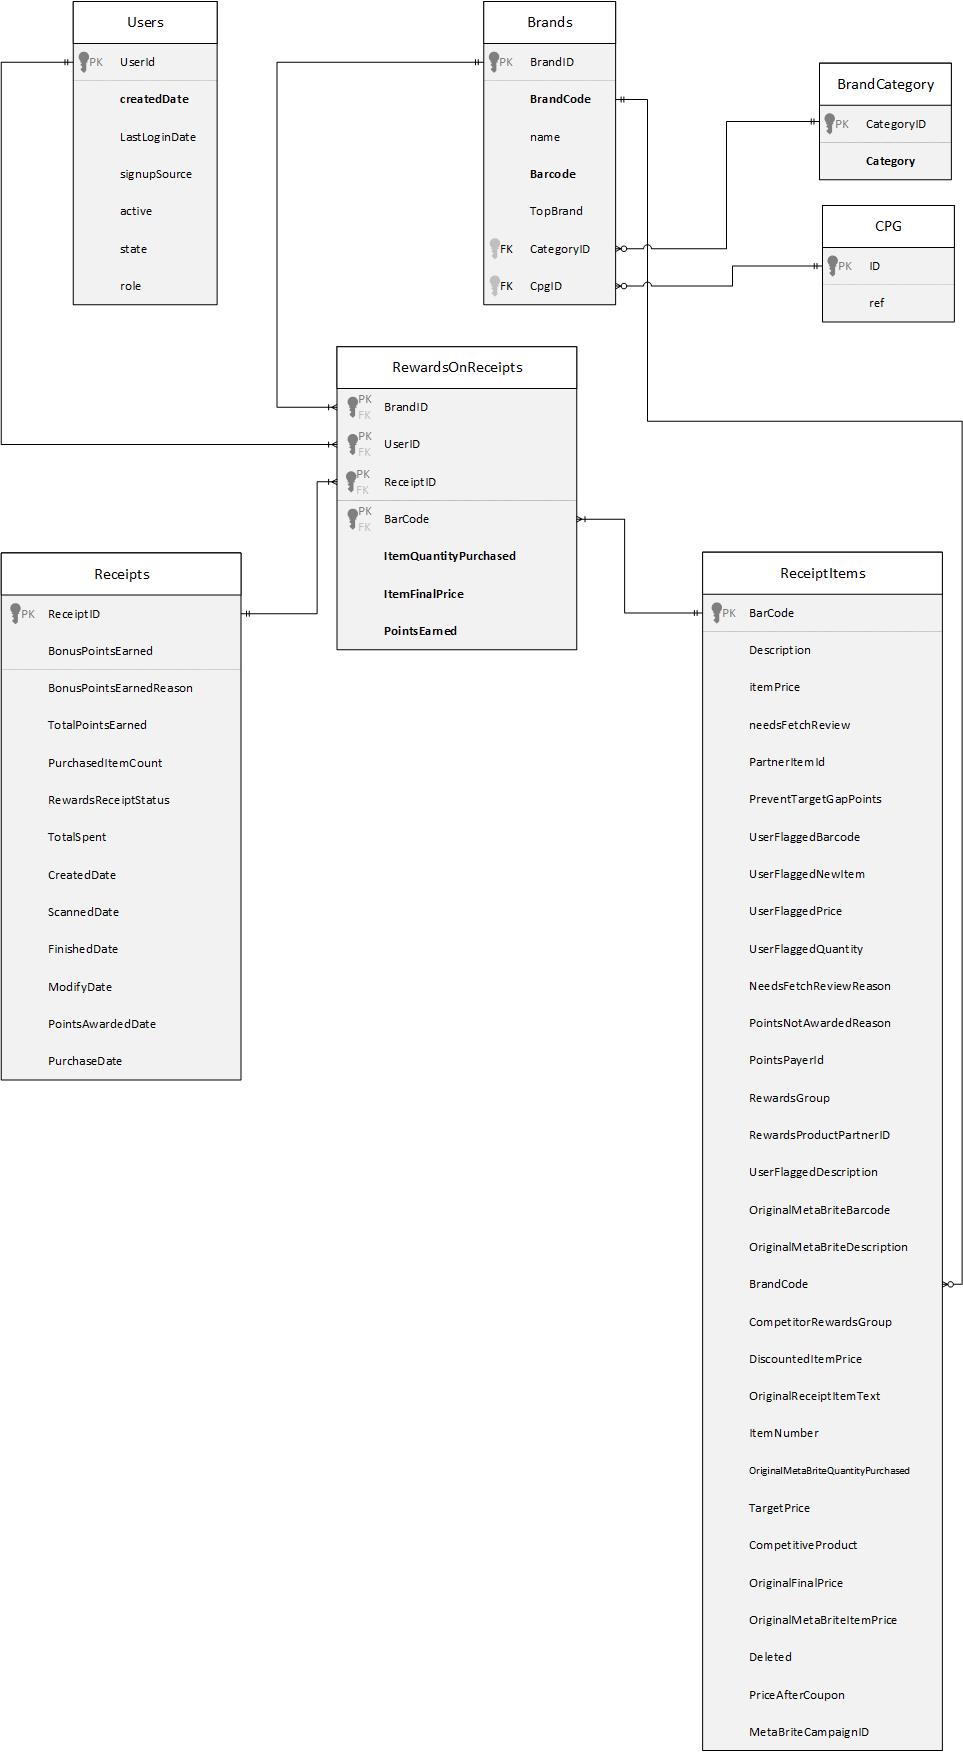 Users
PK UserId
createdDate
LastLoginDate
signupSource
active
state
role
Brands
PK BrandID
BrandCode
name
Barcode
TopBrand
FK CategoryID
FK CpgID
BrandCategory
PK CategoryID
Category
CPG
PK ID
ref
RewardsOnReceipts
PK
FK
BrandID
PK
FK
UserID
PK
FK
ReceiptID
PK
FK
BarCode
ItemQuantityPurchased
ItemFinalPrice
PointsEarned
Receipts
PK ReceiptID
BonusPointsEarned
BonusPointsEarnedReason
TotalPointsEarned
PurchasedItemCount
RewardsReceiptStatus
TotalSpent
CreatedDate
ScannedDate
FinishedDate
ModifyDate
PointsAwardedDate
PurchaseDate
ReceiptItems
PK BarCode
Description
itemPrice
needsFetchReview
PartnerItemId
PreventTargetGapPoints
UserFlaggedBarcode
UserFlaggedNewItem
UserFlaggedPrice
UserFlaggedQuantity
NeedsFetchReviewReason
PointsNotAwardedReason
PointsPayerId
RewardsGroup
RewardsProductPartnerID
UserFlaggedDescription
OriginalMetaBriteBarcode
OriginalMetaBriteDescription
BrandCode
CompetitorRewardsGroup
DiscountedItemPrice
OriginalReceiptItemText
ItemNumber
OriginalMetaBriteQuantityPurchased
TargetPrice
CompetitiveProduct
OriginalFinalPrice
OriginalMetaBriteItemPrice
Deleted
PriceAfterCoupon
MetaBriteCampaignID